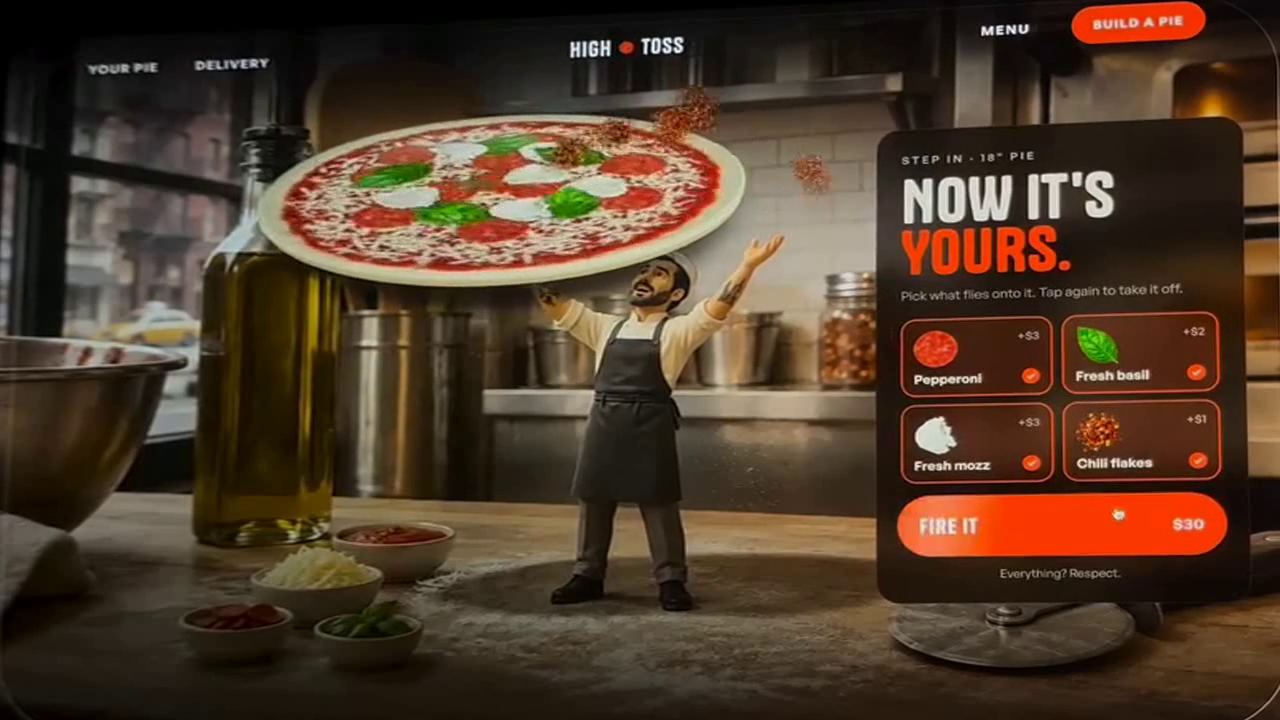 YOUR PIE
DELIVERY
HIGH TOSS
MENU
BUILD A PIE
STEP IN · 18" PIE
NOW IT'S
YOURS.
Pick what flies onto it. Tap again to take it off.
+$3
Pepperoni
+$2
Fresh basil
+$3
Fresh mozz
+$1
Chili flakes
FIRE IT $30
Everything? Respect.